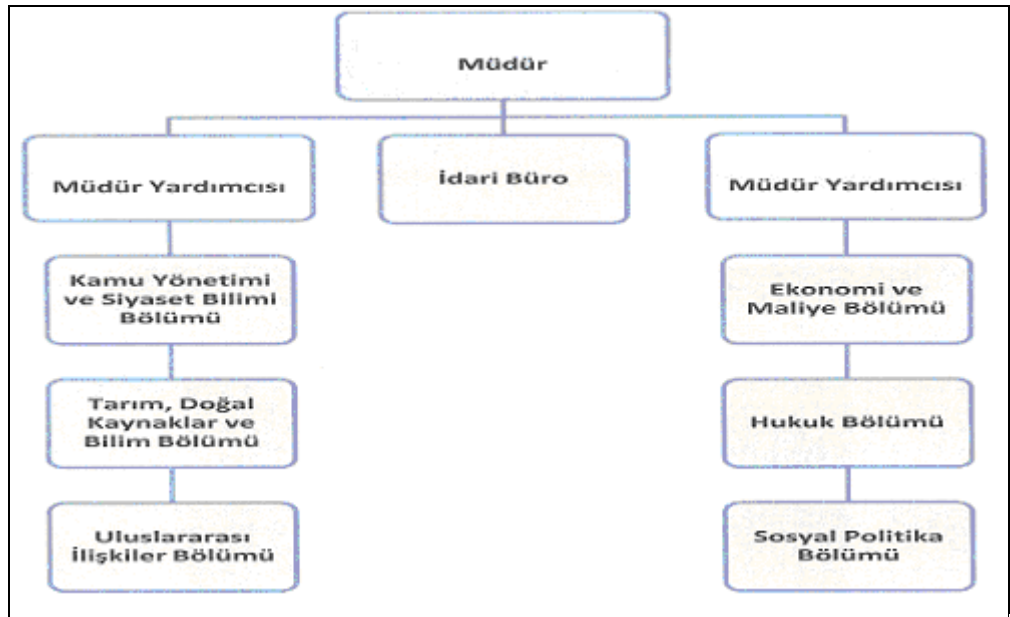 Müdür
Müdür Yardımcısı
İdari Büro
Müdür Yardımcısı
Kamu Yönetimi
ve Siyaset Bilimi
Bölümü
Ekonomi ve
Maliye Bölümü
Tarım, Doğal
Kaynaklar ve
Bilim Bölümü
Hukuk Bölümü
Uluslararası
İlişkiler Bölümü
Sosyal Politika
Bölümü